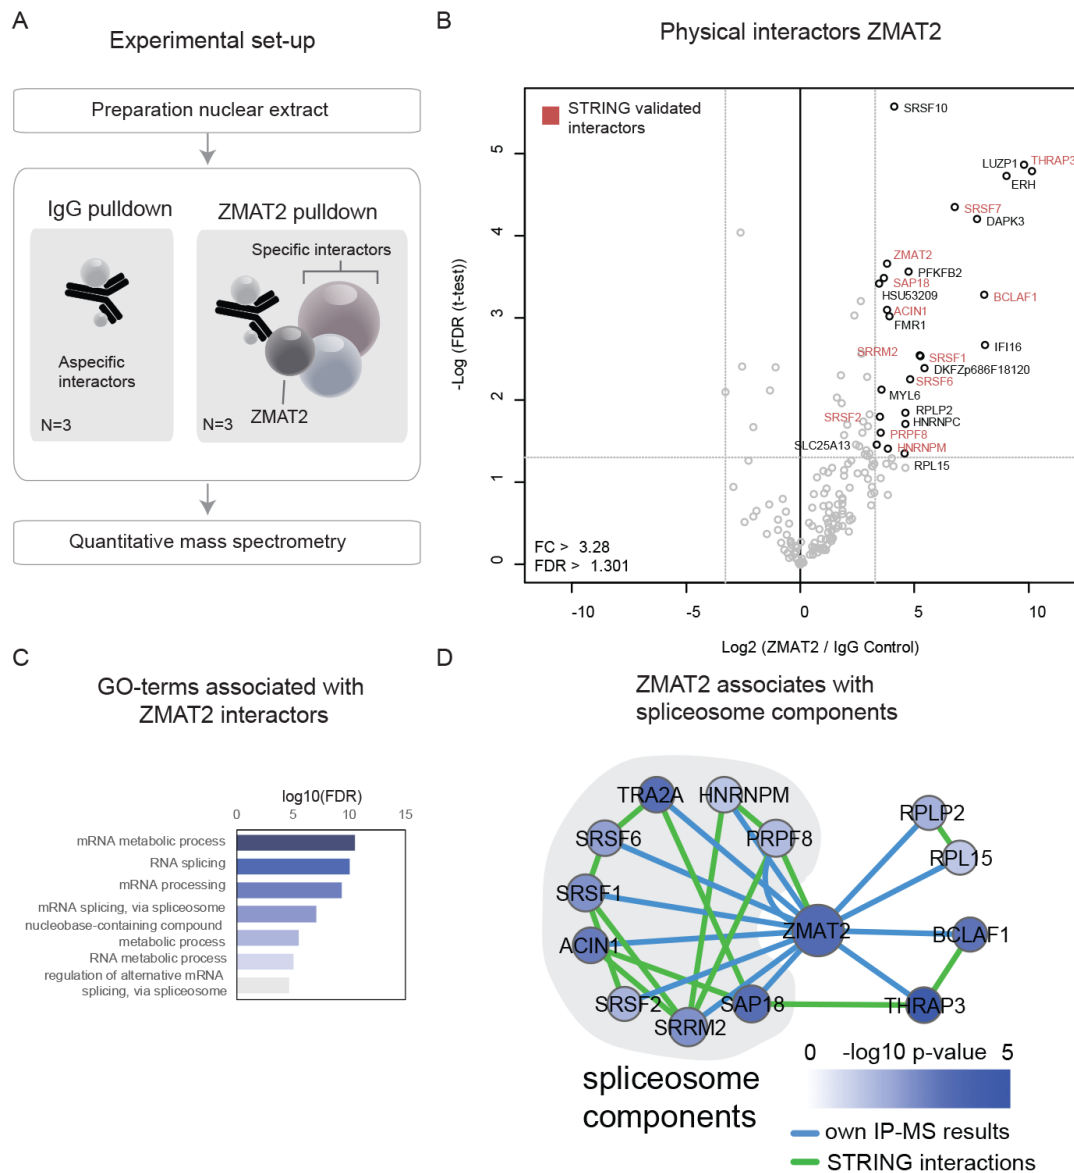 A
Experimental set-up
Preparation nuclear extract
IgG pulldown
ZMAT2 pulldown
Specific interactors
Aspecific
interactors
ZMAT2
N=3
N=3
Quantitative mass spectrometry
B
Physical interactors ZMAT2
STRING validated
interactors
SRSF10
LUZP1
THRAP3
ERH
SRSF7
DAPK3
ZMAT2
PFKFB2
SAP18
HSU53209
BCLAF1
ACIN1
FMR1
IFI16
SRRM2
SRSF1
DKFZp686F18120
SRSF6
MYL6
RPLP2
SRSF2
HNRNPC
PRPF8
SLC25A13
HNRNPM
RPL15
FC > 3.28
FDR > 1.301
-Log (FDR (t-test))
5
4
3
2
1
0
-10
-5
0
5
10
Log2 (ZMAT2 / IgG Control)
C
GO-terms associated with
ZMAT2 interactors
log10(FDR)
0 5 10 15
mRNA metabolic process
RNA splicing
mRNA processing
mRNA splicing, via spliceosome
nucleobase-containing compound
metabolic process
RNA metabolic process
regulation of alternative mRNA
splicing, via spliceosome
D
ZMAT2 associates with
spliceosome components
TRA2A
HNRNPM
SRSF6
PRPF8
SRSF1
ACIN1
SRSF2
SRRM2
SAP18
ZMAT2
RPLP2
RPL15
BCLAF1
THRAP3
spliceosome
components
0 -log10 p-value 5
own IP-MS results
STRING interactions